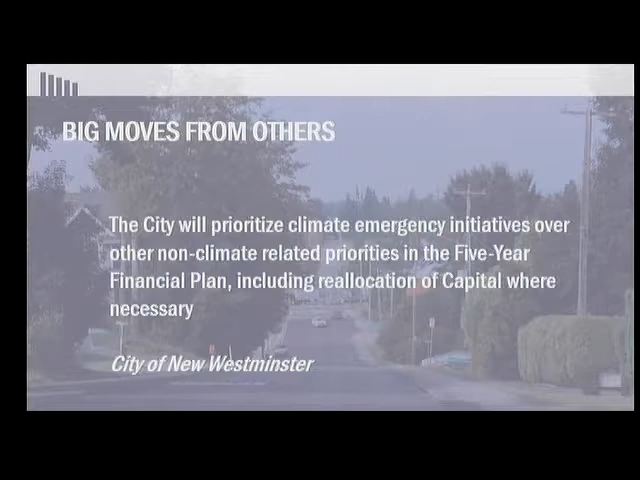 BIG MOVES FROM OTHERS
The City will prioritize climate emergency initiatives over
other non-climate related priorities in the Five-Year
Financial Plan, including reallocation of Capital where
necessary
City of New Westminster